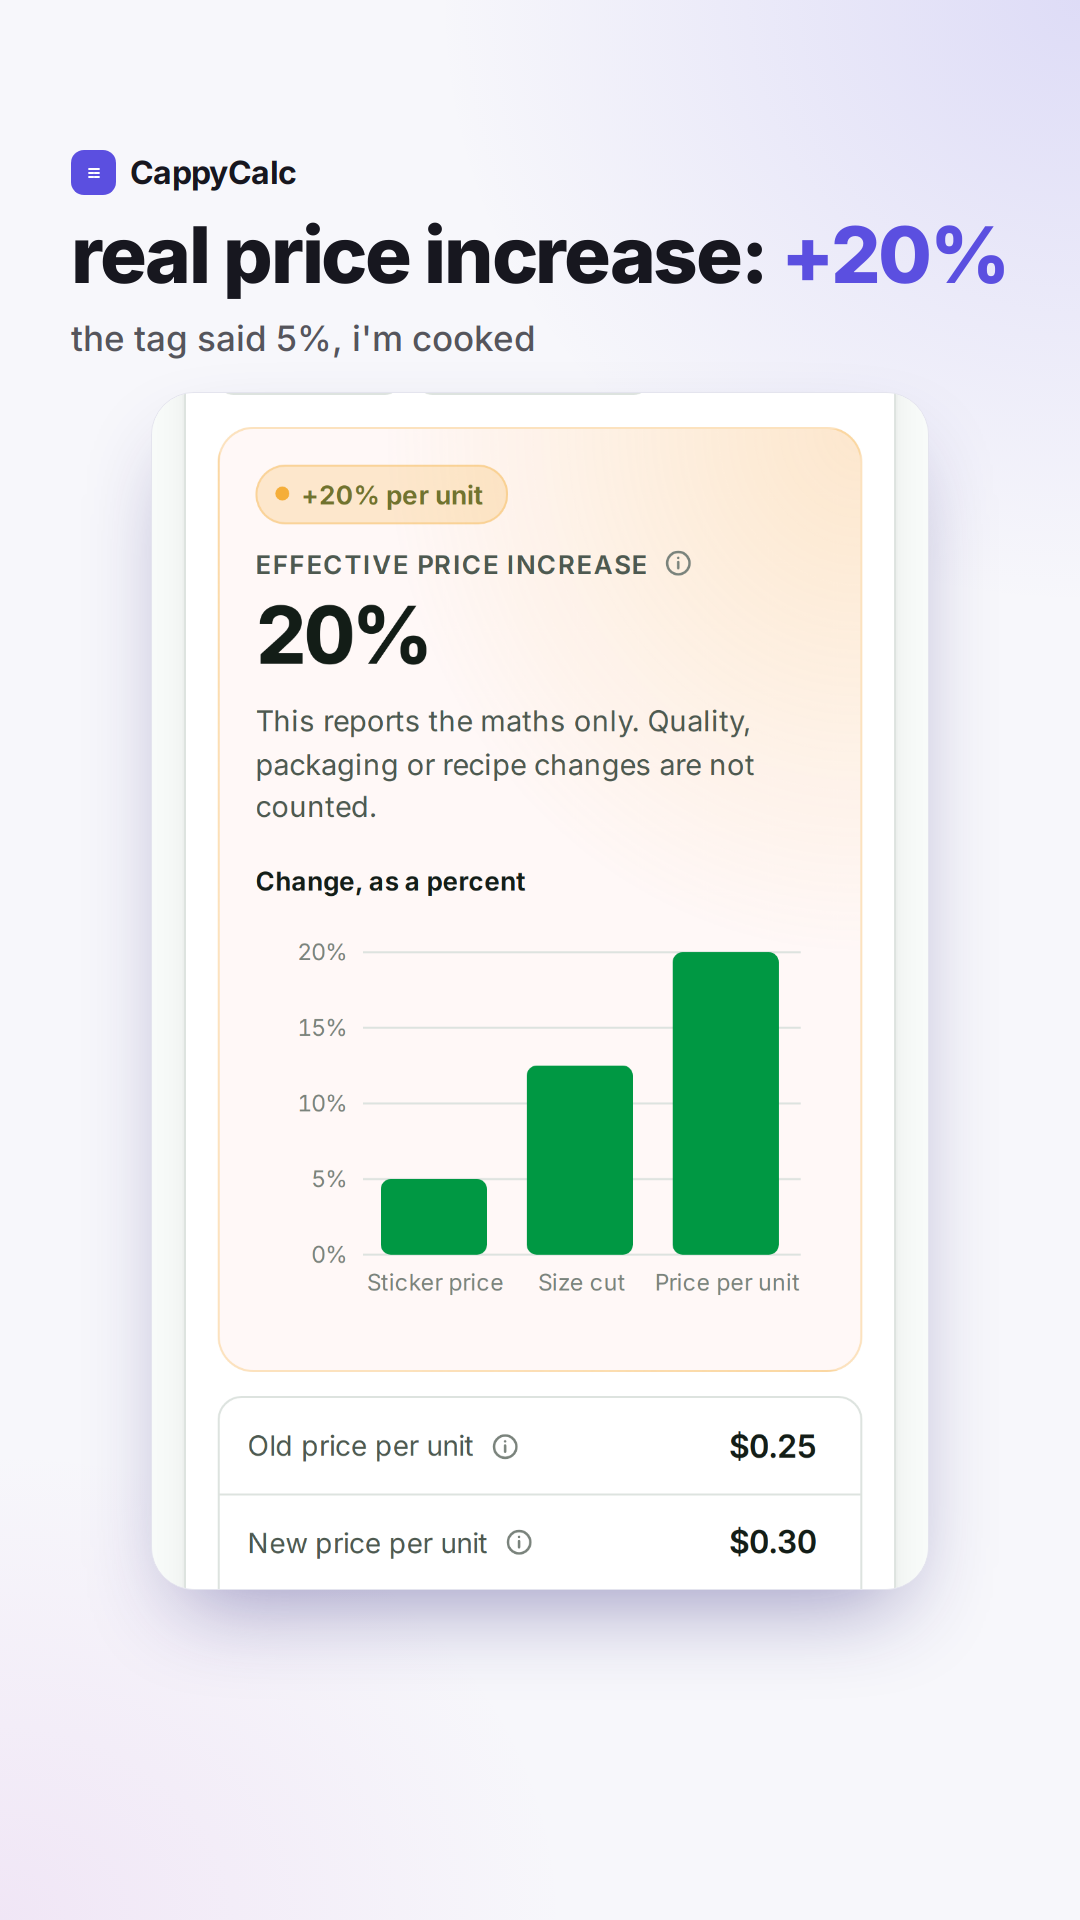 CappyCalc
real price increase: +20%
the tag said 5%, i'm cooked
+20% per unit
EFFECTIVE PRICE INCREASE
20%
This reports the maths only. Quality,
packaging or recipe changes are not
counted.
Change, as a percent
20%
15%
10%
5%
0%
Sticker price Size cut Price per unit
Old price per unit $0.25
New price per unit $0.30